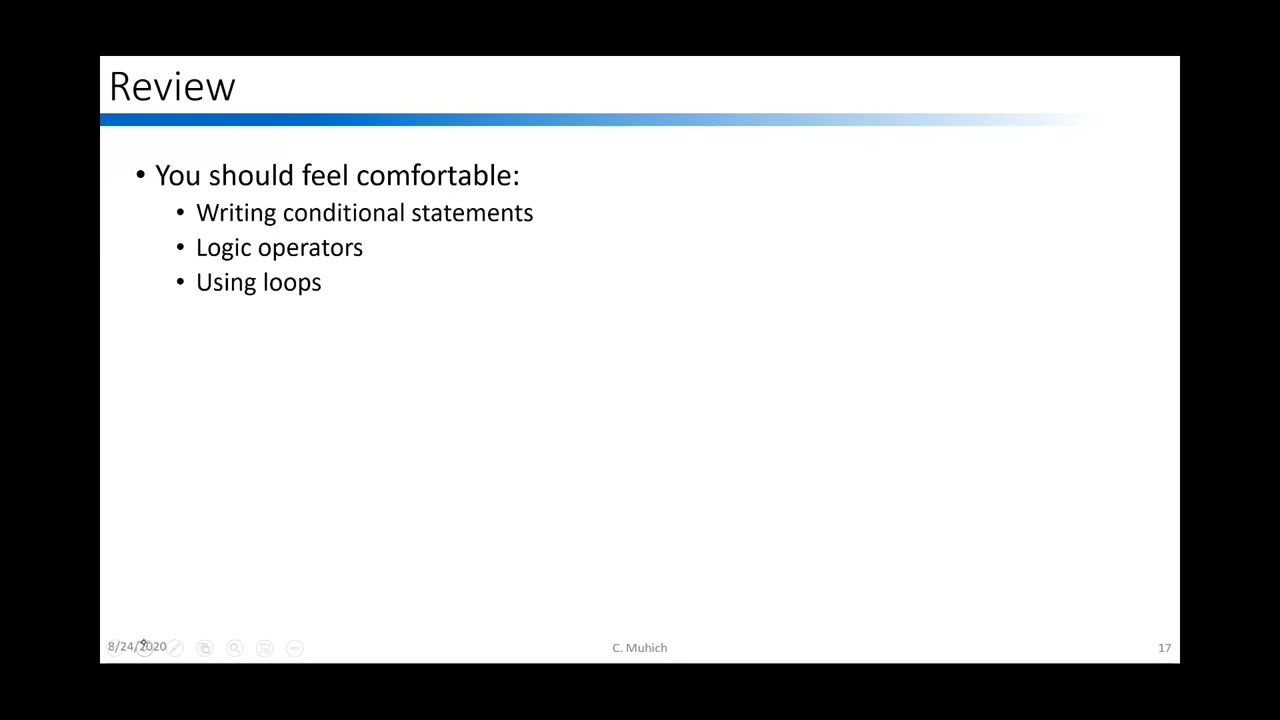 Review
• You should feel comfortable:
• Writing conditional statements
• Logic operators
• Using loops
8/24/2020
C. Muhich
17